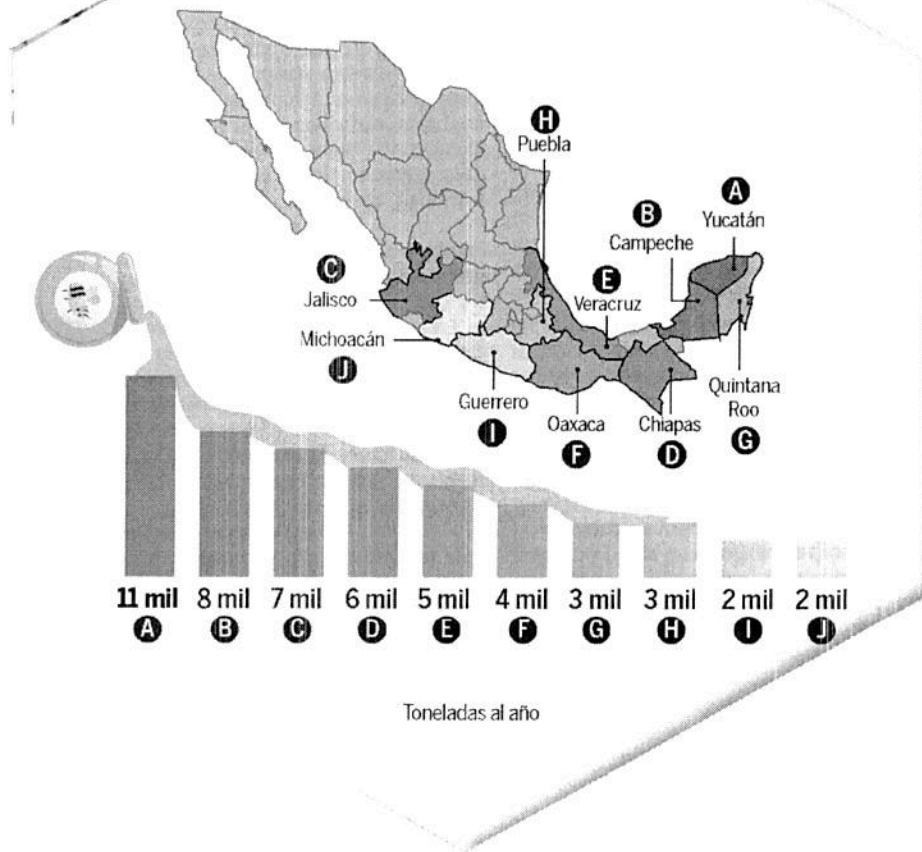 H
Puebla
A
Yucatán
B
Campeche
C
Jalisco
E
Veracruz
Michoacán
J
Guerrero
I
Oaxaca
F
Chiapas
D
Quintana
Roo
G
11 mil 8 mil 7 mil 6 mil 5 mil 4 mil 3 mil 3 mil 2 mil 2 mil
A B C D E F G H I J
Toneladas al año